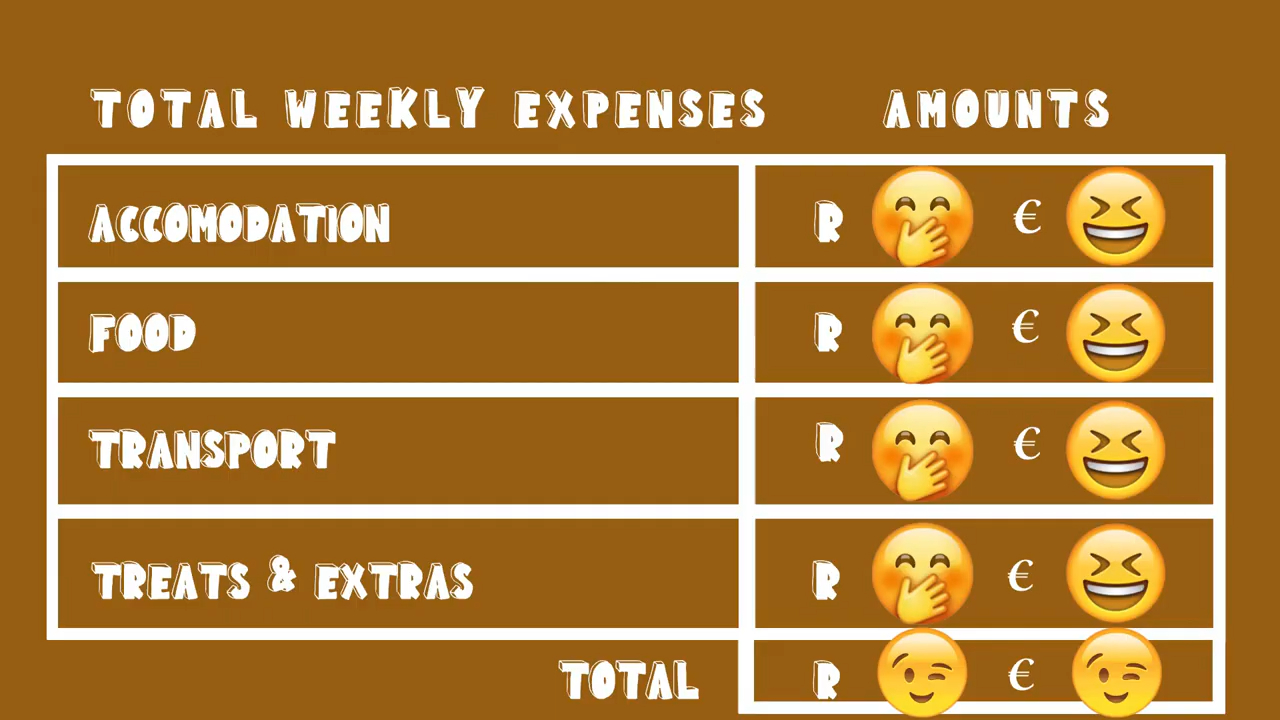 TOTAL WEEKLY EXPENSES AMOUNTS
ACCOMODATION R €
FOOD R €
TRANSPORT R €
TREATS & EXTRAS R €
TOTAL R €